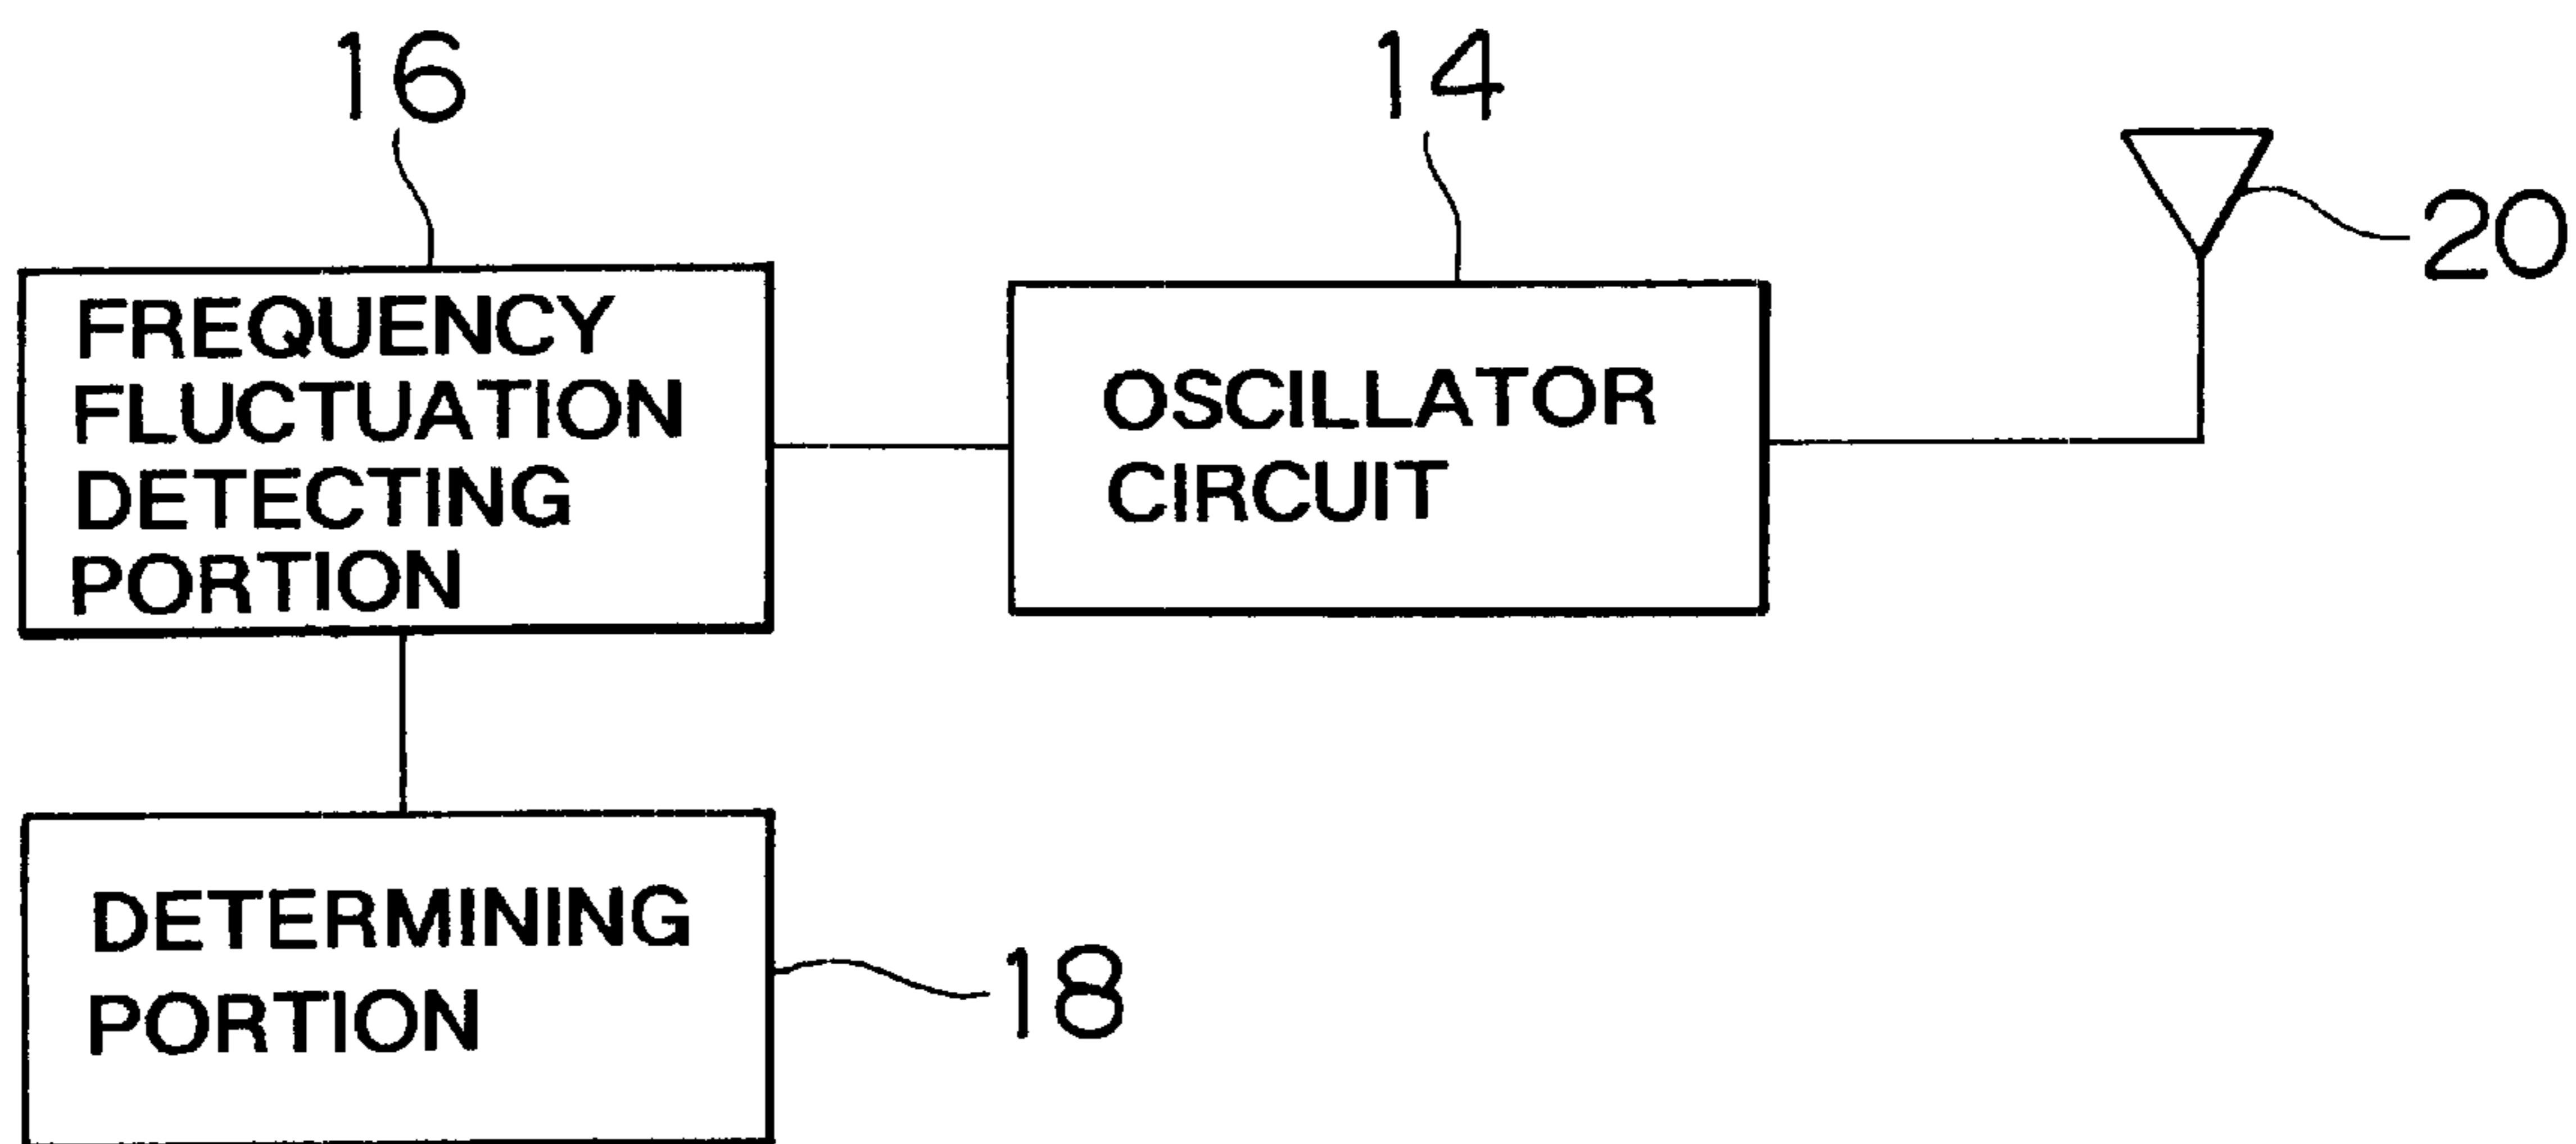 16
14
20
FREQUENCY
FLUCTUATION
DETECTING
PORTION
OSCILLATOR
CIRCUIT
DETERMINING
PORTION
18